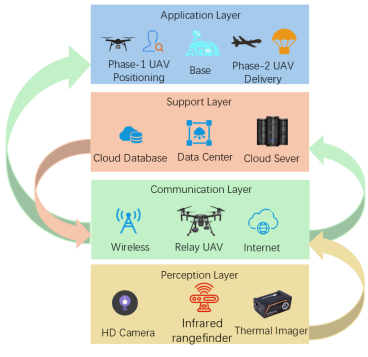 Application Layer
Phase-1 UAV
Positioning
Base
Phase-2 UAV
Delivery
Support Layer
Cloud Database
Data Center
Cloud Sever
Communication Layer
Wireless
Relay UAV
Internet
Perception Layer
HD Camera
Infrared
rangefinder
Thermal Imager